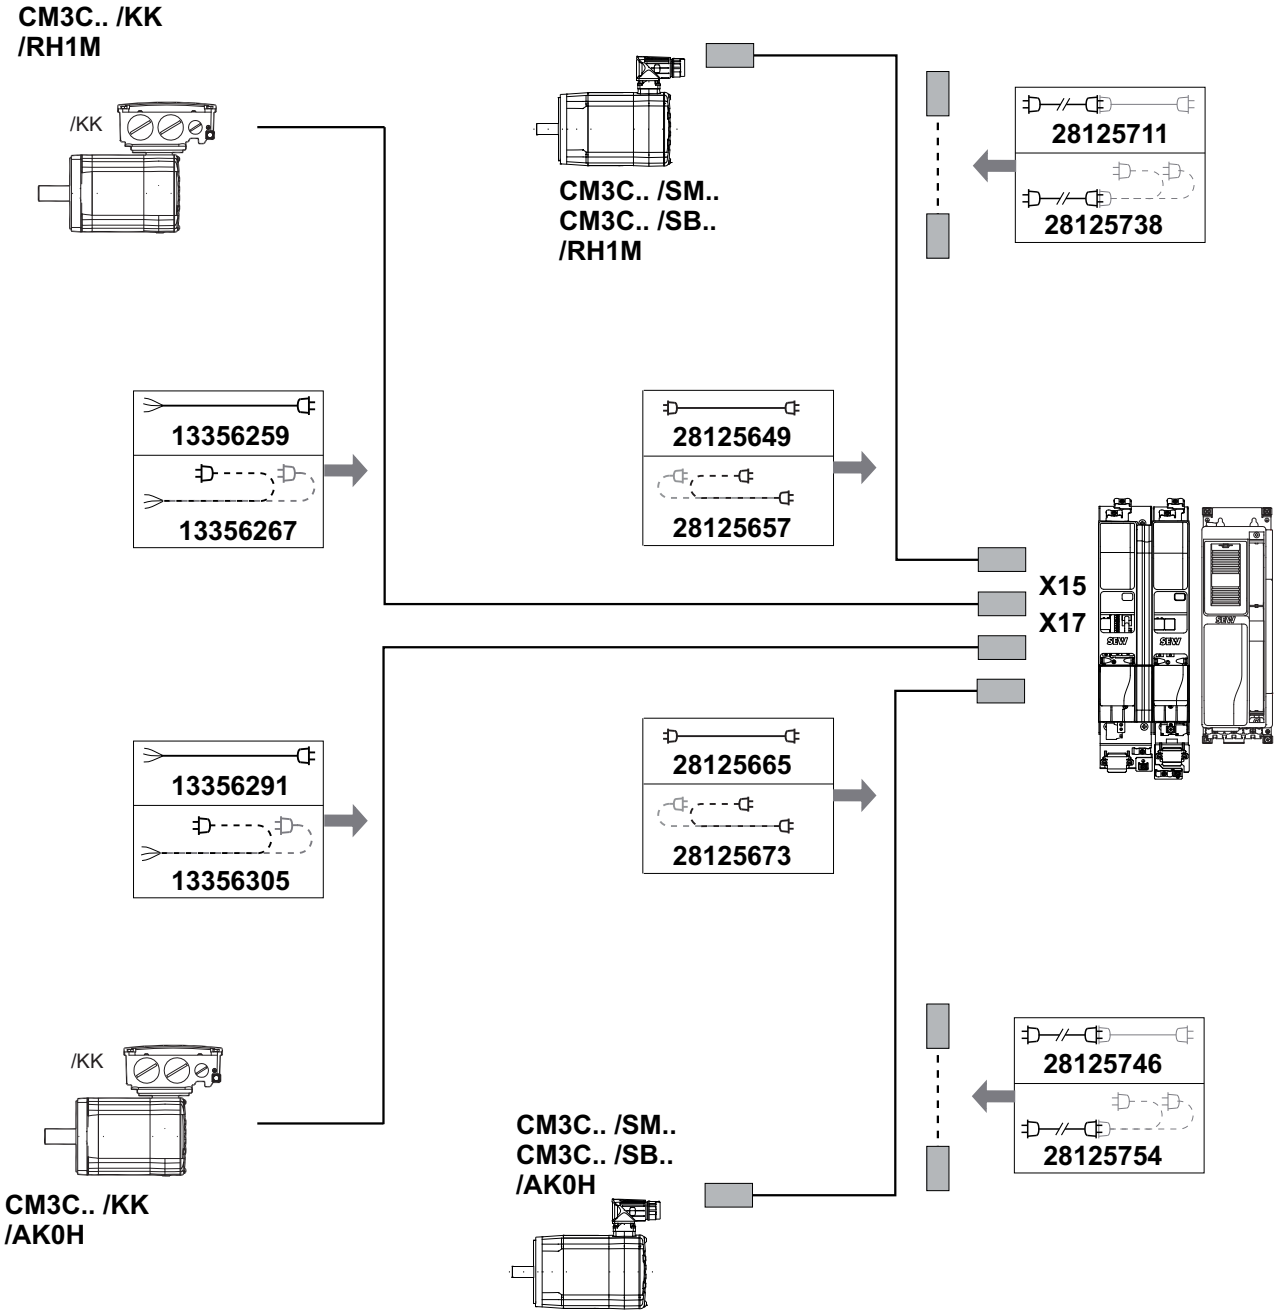 CM3C.. /KK
/RH1M
/KK
CM3C.. /SM..
CM3C.. /SB..
/RH1M
28125711
28125738
13356259
13356267
28125649
28125657
X15
X17
SEW
SEW
SEW
13356291
13356305
28125665
28125673
/KK
CM3C.. /KK
/AK0H
CM3C.. /SM..
CM3C.. /SB..
/AK0H
28125746
28125754